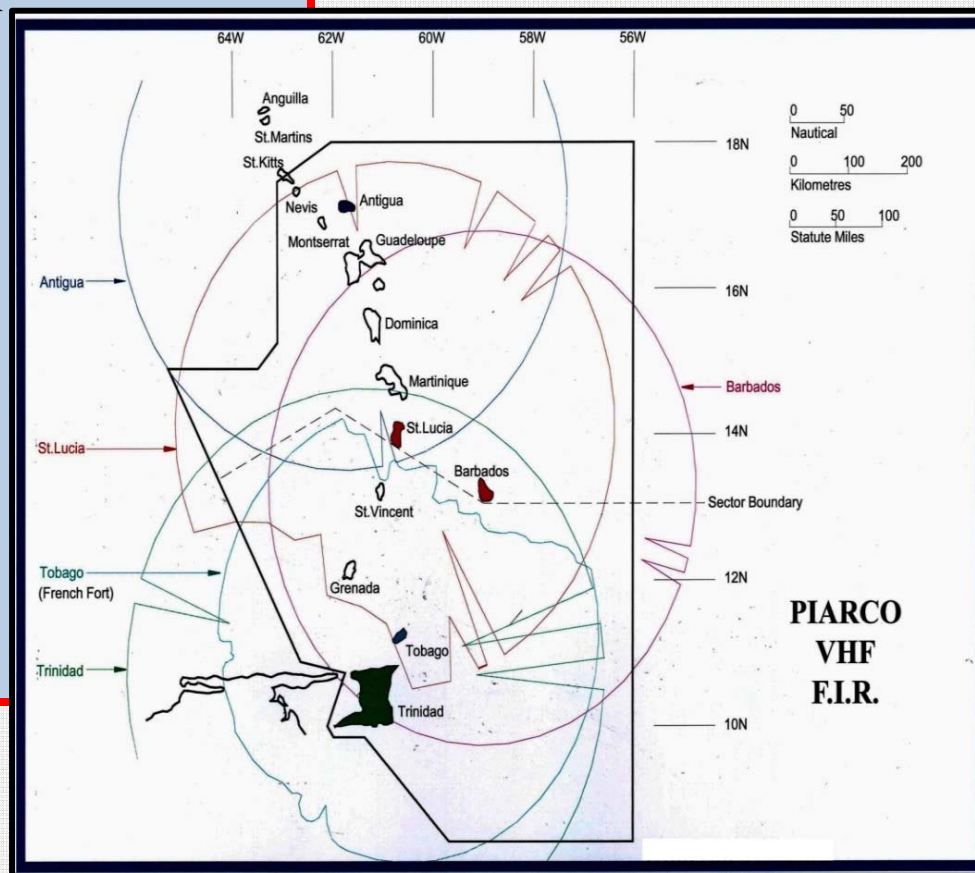 64W 62W 60W 58W 56W
Anguilla
St.Martins
St.Kitts
Nevis
Antigua
Montserrat
Guadeloupe
Dominica
Martinique
St.Lucia
Barbados
St.Vincent
Grenada
Tobago
Trinidad
Antigua
St.Lucia
Tobago
(French Fort)
Trinidad
0 50
Nautical
0 100 200
Kilometres
0 50 100
Statute Miles
18N
16N
Barbados
14N
Sector Boundary
12N
10N
PIARCO
VHF
F.I.R.